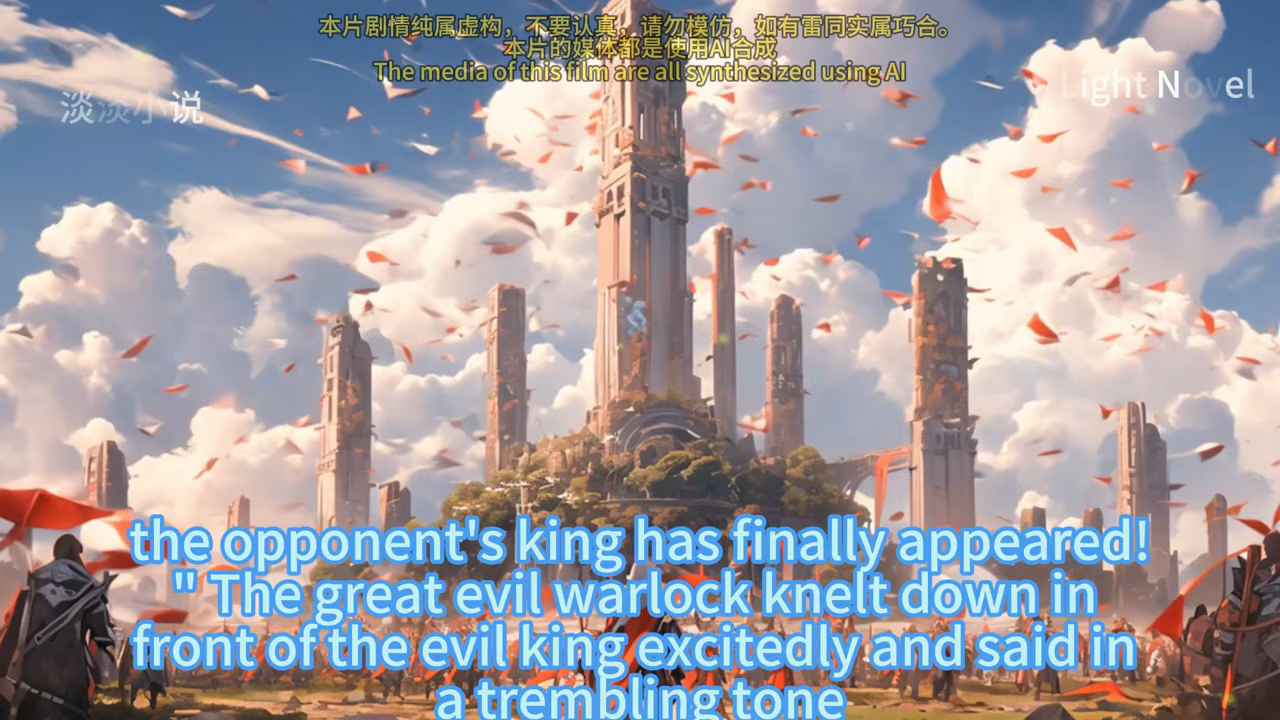 本片剧情纯属虚构，不要认真，请勿模仿，如有雷同实属巧合。
本片的媒体都是使用AI合成
The media of this film are all synthesized using AI
淡淡小说
Light Novel
the opponent's king has finally appeared!
" The great evil warlock knelt down in
front of the evil king excitedly and said in
a trembling tone